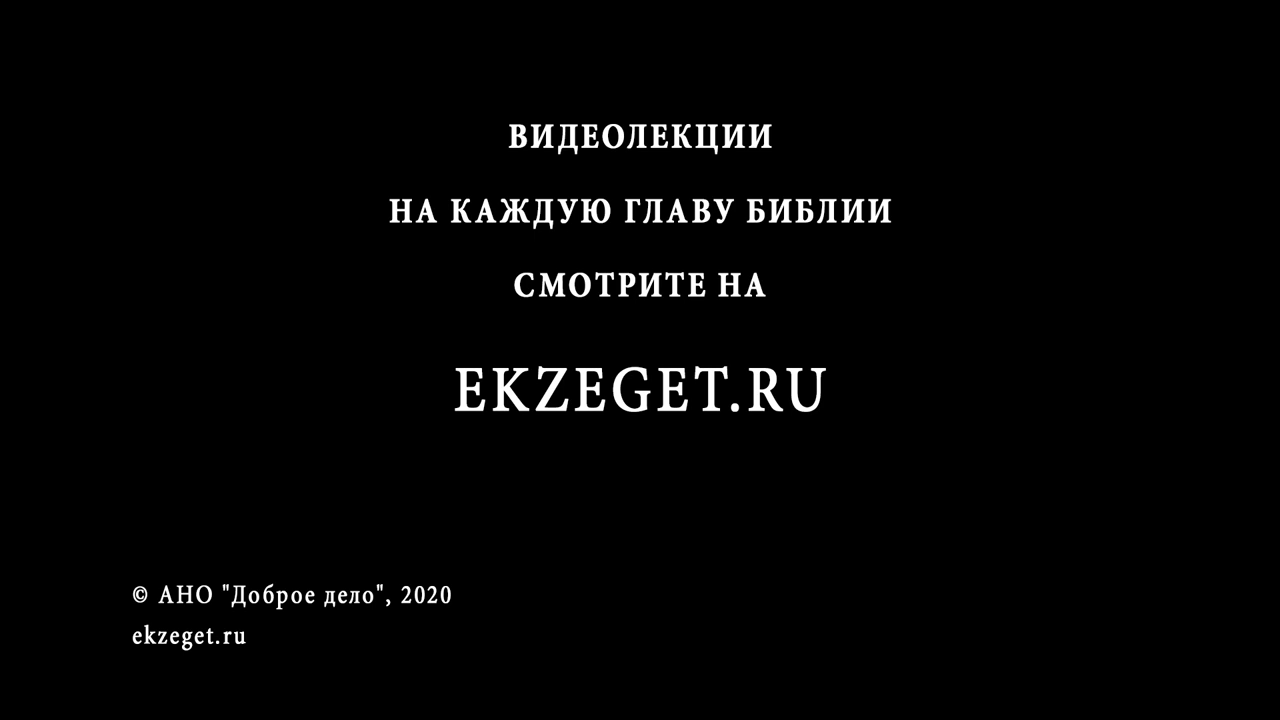 ВИДЕОЛЕКЦИИ
НА КАЖДУЮ ГЛАВУ БИБЛИИ
СМОТРИТЕ НА
EKZEGET.RU
© АНО "Доброе дело", 2020
ekzeget.ru